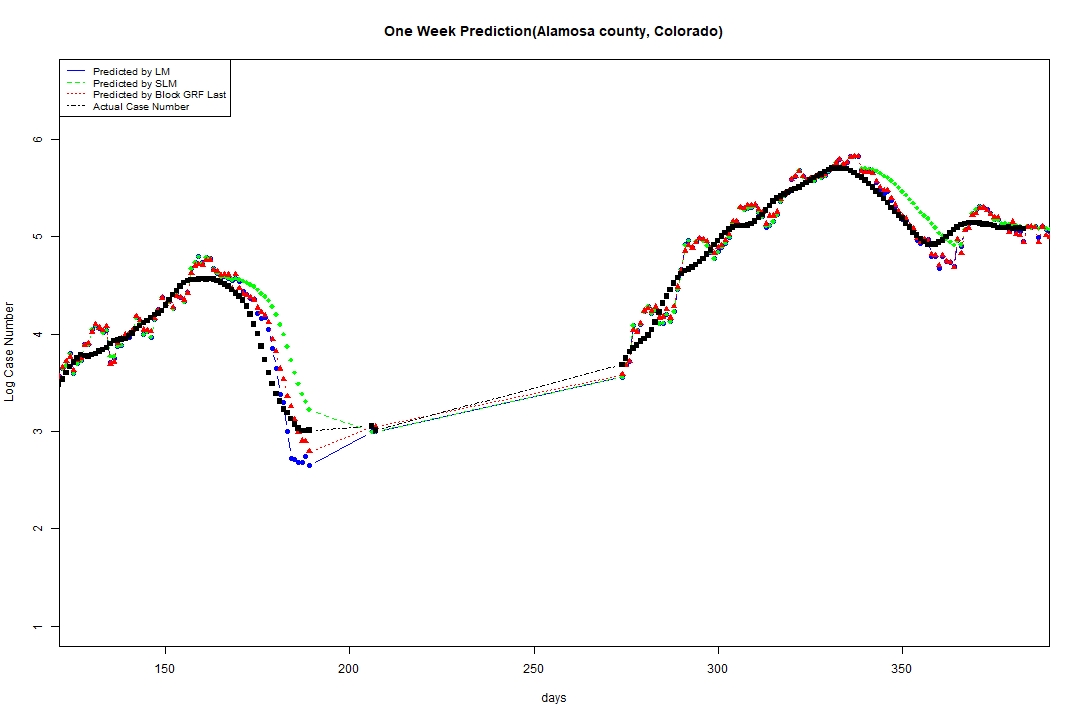 One Week Prediction(Alamosa county, Colorado)
Predicted by LM
Predicted by SLM
Predicted by Block GRF Last
Actual Case Number
Log Case Number
6
5
4
3
2
1
150 200 250 300 350
days